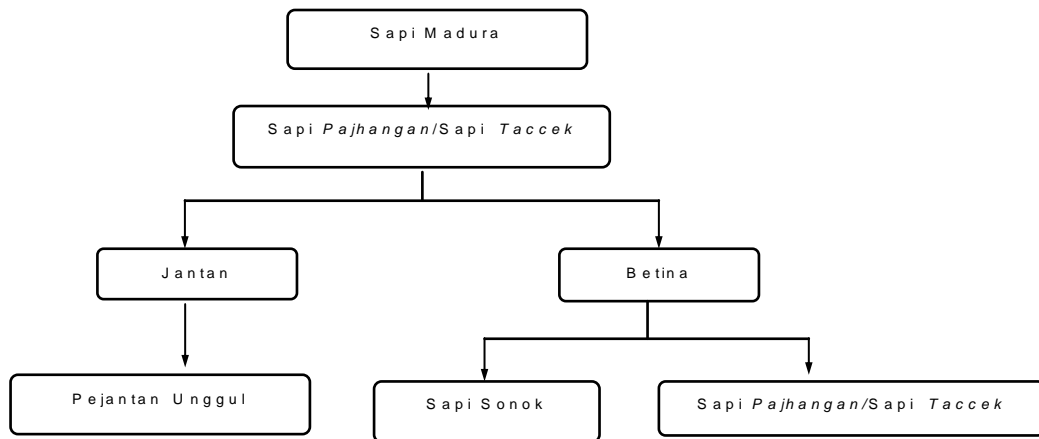 Sapi Madura
Sapi Pajhangan/Sapi Taccek
Jantan
Betina
Pejantan Unggul
Sapi Sonok
Sapi Pajhangan/Sapi Taccek